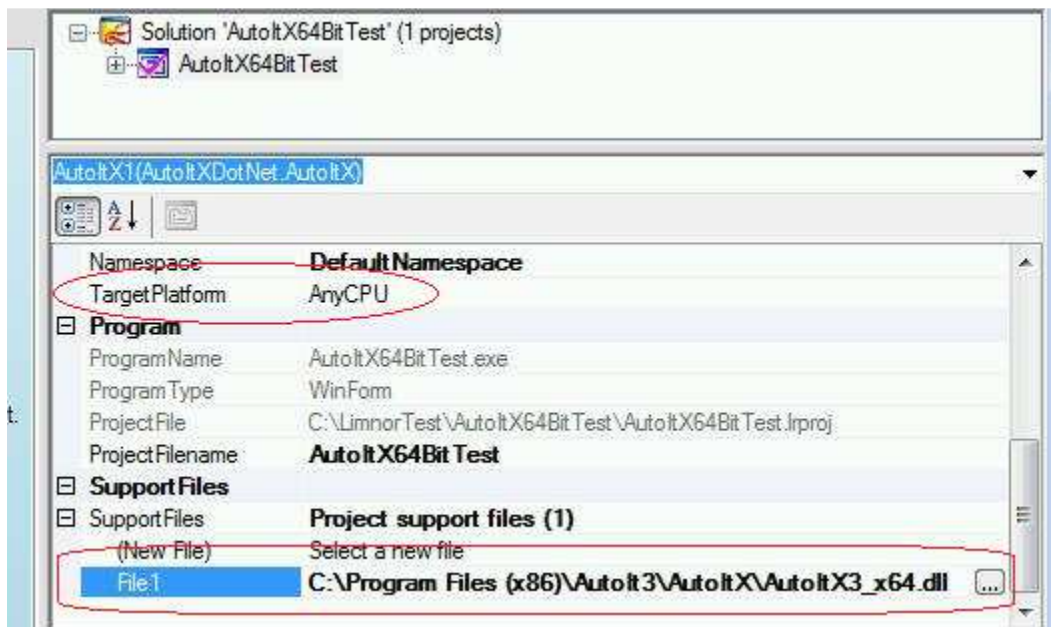 Solution 'AutoItX64BitTest' (1 projects)
AutoItX64BitTest
AutoItX1(AutoItXDotNet.AutoItX)
Namespace DefaultNamespace
TargetPlatform AnyCPU
Program
ProgramName AutoItX64BitTest.exe
ProgramType WinForm
t.
ProjectFile C:\LimnorTest\AutoItX64BitTest\AutoItX64BitTest.lrproj
ProjectFilename AutoItX64BitTest
SupportFiles
SupportFiles Project support files (1)
(New File) Select a new file
File1 C:\Program Files (x86)\AutoIt3\AutoItX\AutoItX3_x64.dll ...